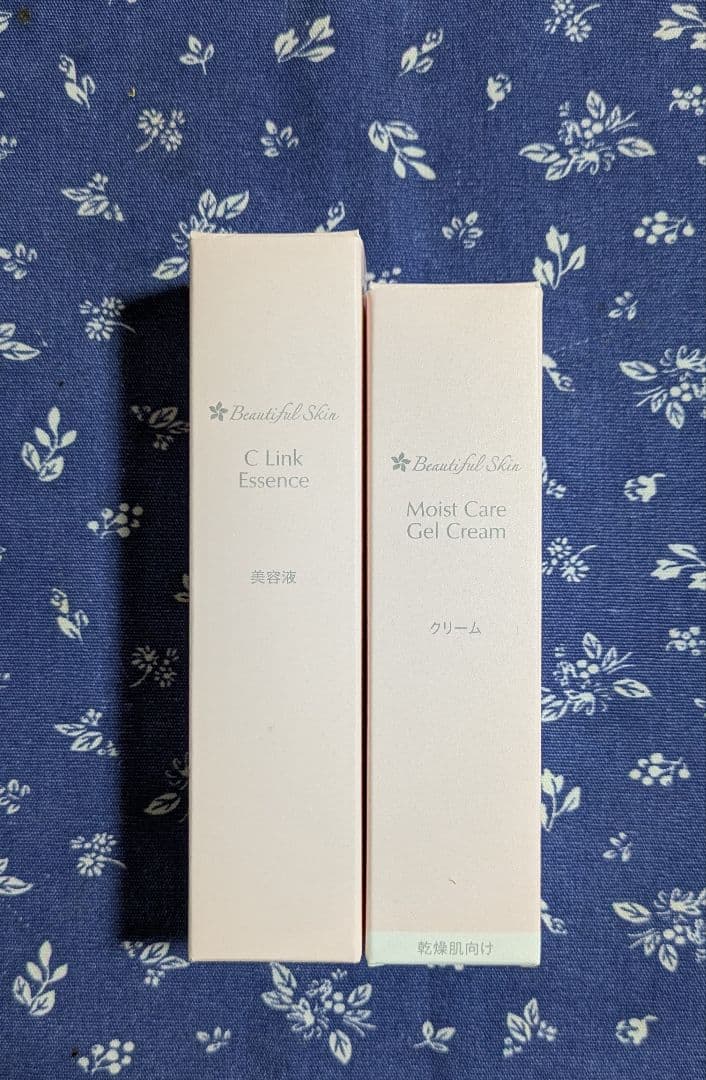 Beautiful Skin
C Link
Essence
美容液
Beautiful Skin
Moist Care
Gel Cream
クリーム
乾燥肌向け